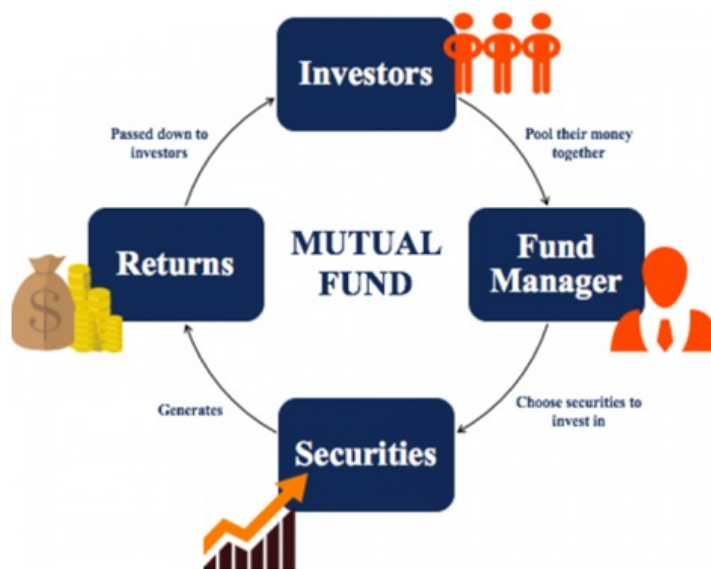 Investors
Passed down to
investors
Pool their money
together
Returns
MUTUAL
FUND
Fund
Manager
Generates
Choose securities to
invest in
Securities
$